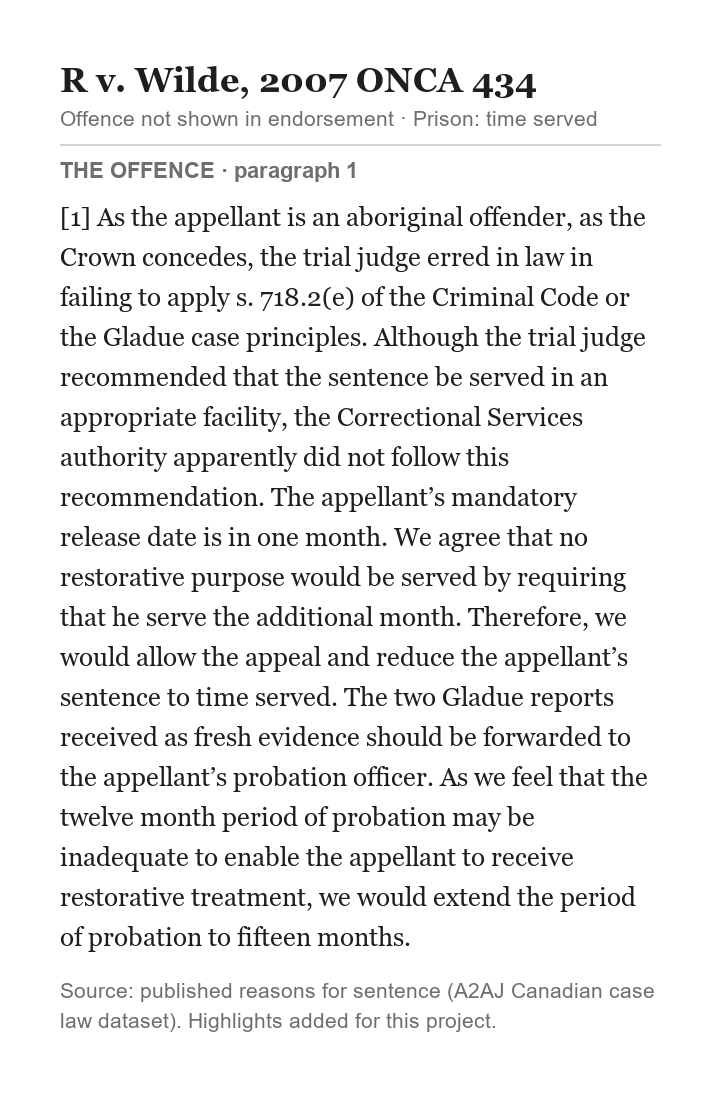 R v. Wilde, 2007 ONCA 434
Offence not shown in endorsement · Prison: time served
THE OFFENCE · paragraph 1
[1] As the appellant is an aboriginal offender, as the
Crown concedes, the trial judge erred in law in
failing to apply s. 718.2(e) of the Criminal Code or
the Gladue case principles. Although the trial judge
recommended that the sentence be served in an
appropriate facility, the Correctional Services
authority apparently did not follow this
recommendation. The appellant’s mandatory
release date is in one month. We agree that no
restorative purpose would be served by requiring
that he serve the additional month. Therefore, we
would allow the appeal and reduce the appellant’s
sentence to time served. The two Gladue reports
received as fresh evidence should be forwarded to
the appellant’s probation officer. As we feel that the
twelve month period of probation may be
inadequate to enable the appellant to receive
restorative treatment, we would extend the period
of probation to fifteen months.
Source: published reasons for sentence (A2AJ Canadian case
law dataset). Highlights added for this project.